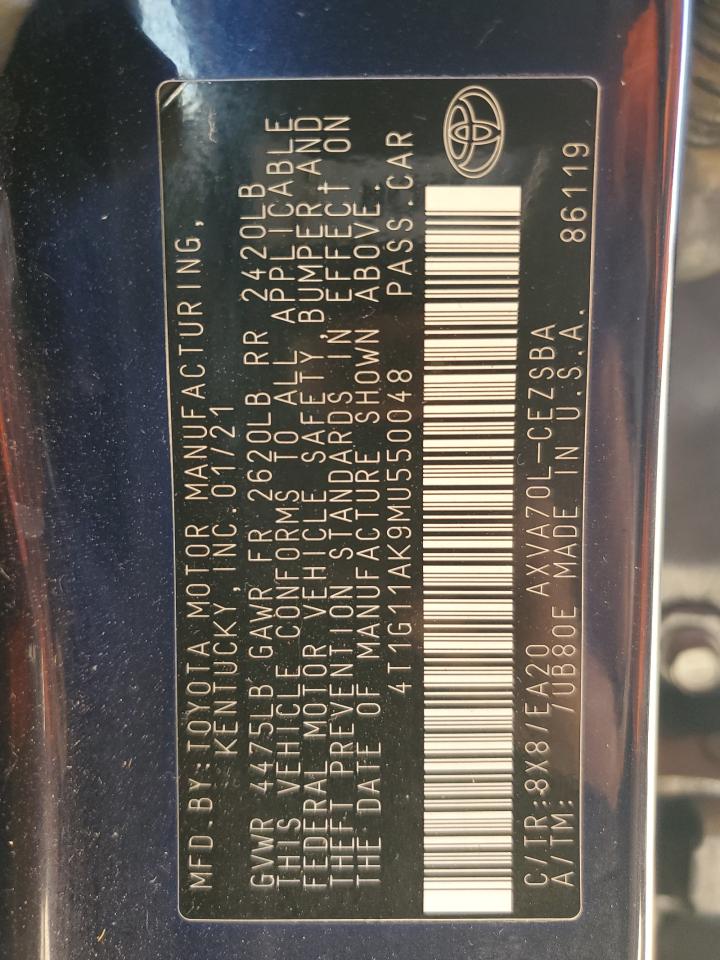 MFD.BY:TOYOTA MOTOR MANUFACTURING,
KENTUCKY, INC.01/21
GVWR 4475LB GAWR FR 2620LB RR 2420LB
THIS VEHICLE CONFORMS TO ALL APPLICABLE
FEDERAL MOTOR VEHICLE SAFETY, BUMPER AND
THEFT PREVENTION STANDARDS IN EFFECT ON
THE DATE OF MANUFACTURE SHOWN ABOVE.
4T1G11AK9MU550048 PASS.CAR
C/TR:8X8/EA20 AXVA70L-CEZSBA
A/TM: /UB80E MADE IN U.S.A. 86119